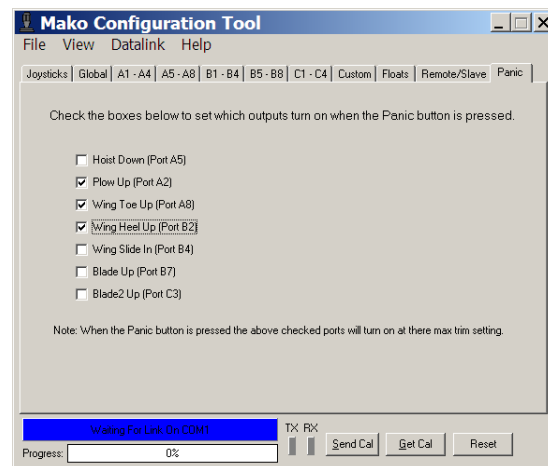 Mako Configuration Tool
File View Datalink Help
Joysticks Global A1 - A4 A5 - A8 B1 - B4 B5 - B8 C1 - C4 Custom Floats Remote/Slave Panic
Check the boxes below to set which outputs turn on when the Panic button is pressed.
Hoist Down (Port A5)
Plow Up (Port A2)
Wing Toe Up (Port A8)
Wing Heel Up (Port B2)
Wing Slide In (Port B4)
Blade Up (Port B7)
Blade2 Up (Port C3)
Note: When the Panic button is pressed the above checked ports will turn on at there max trim setting.
Waiting For Link On COM1
TX RX
Send Cal Get Cal Reset
Progress: 0%